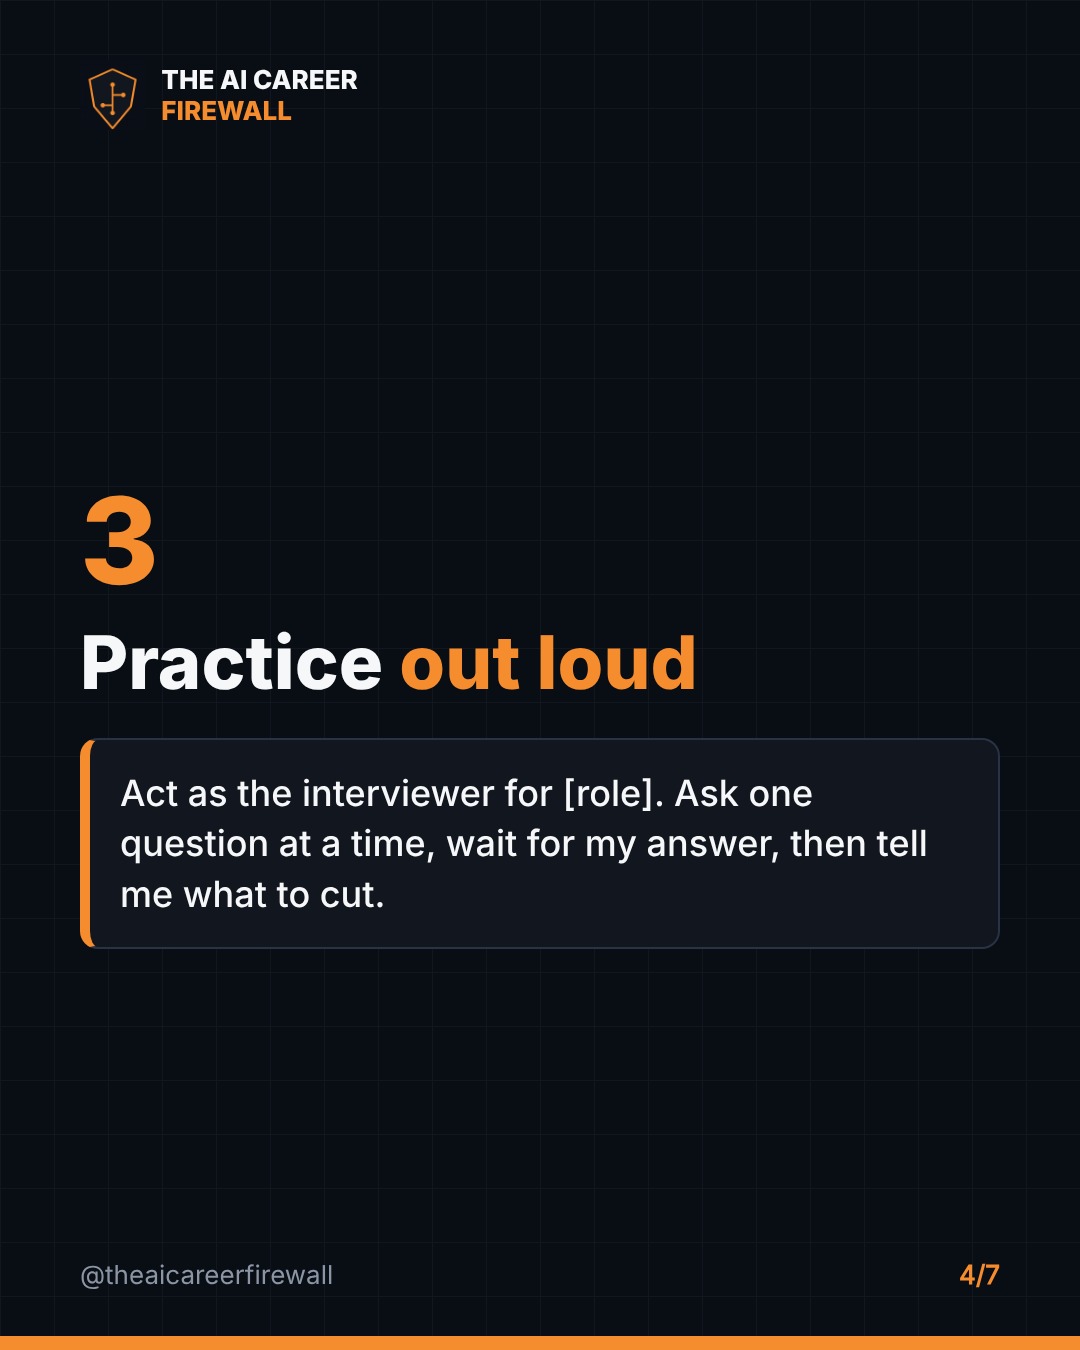 THE AI CAREER
FIREWALL
3
Practice out loud
Act as the interviewer for [role]. Ask one
question at a time, wait for my answer, then tell
me what to cut.
@theaicareerfirewall
4/7